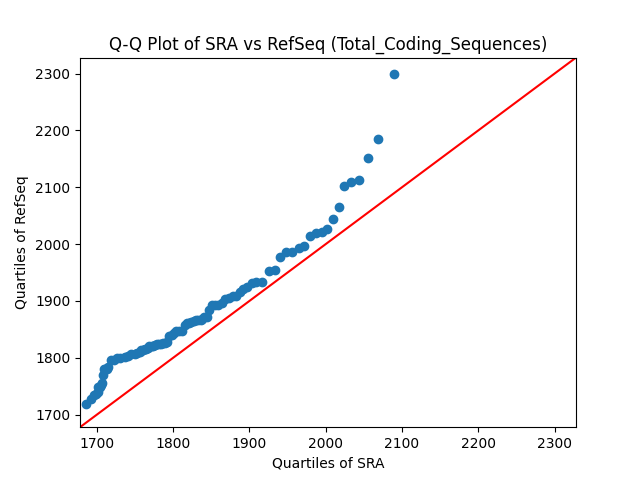 Q-Q Plot of SRA vs RefSeq (Total_Coding_Sequences)
2300
2200
2100
2000
1900
1800
1700
Quartiles of RefSeq
1700 1800 1900 2000 2100 2200 2300
Quartiles of SRA